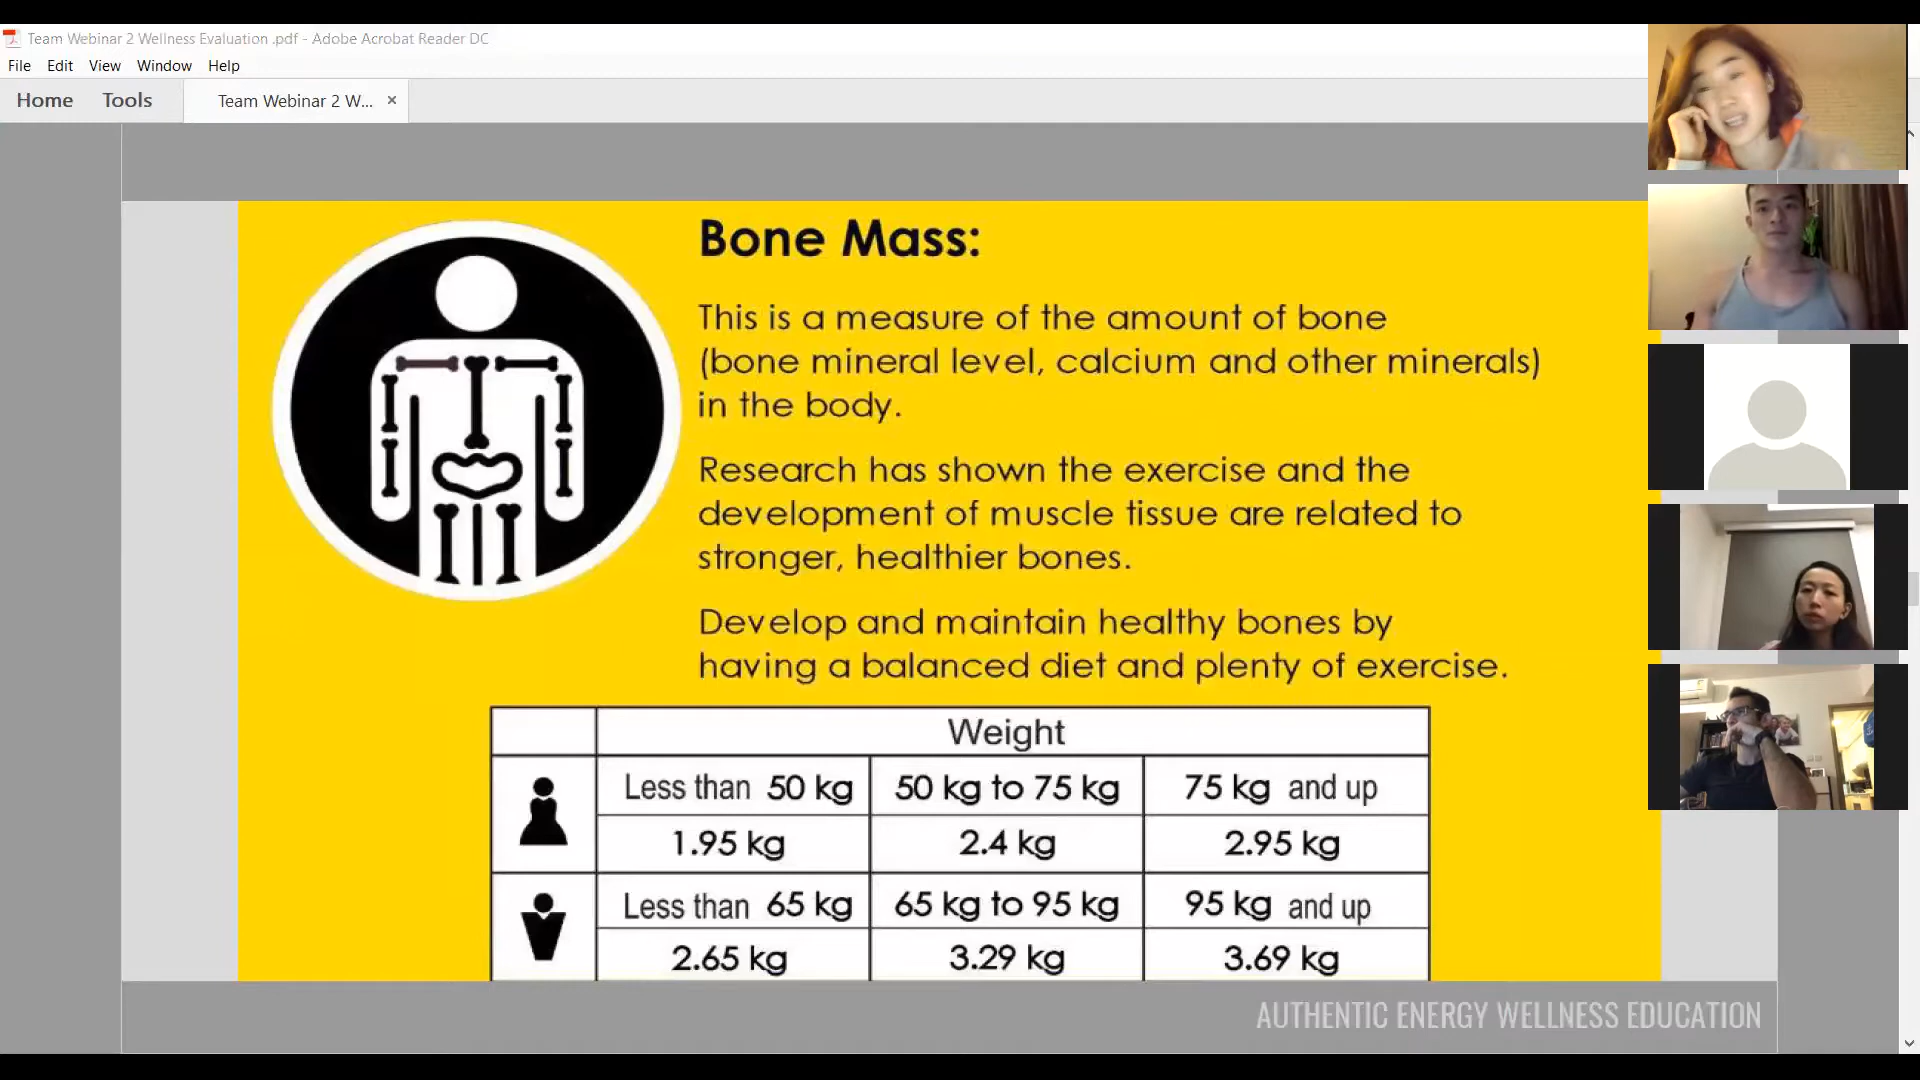 Team Webinar 2 Wellness Evaluation .pdf - Adobe Acrobat Reader DC
File Edit View Window Help
Home Tools Team Webinar 2 W... ×
Bone Mass:
This is a measure of the amount of bone
(bone mineral level, calcium and other minerals)
in the body.
Research has shown the exercise and the
development of muscle tissue are related to
stronger, healthier bones.
Develop and maintain healthy bones by
having a balanced diet and plenty of exercise.
Weight
Less than 50 kg 50 kg to 75 kg 75 kg and up
1.95 kg 2.4 kg 2.95 kg
Less than 65 kg 65 kg to 95 kg 95 kg and up
2.65 kg 3.29 kg 3.69 kg
AUTHENTIC ENERGY WELLNESS EDUCATION